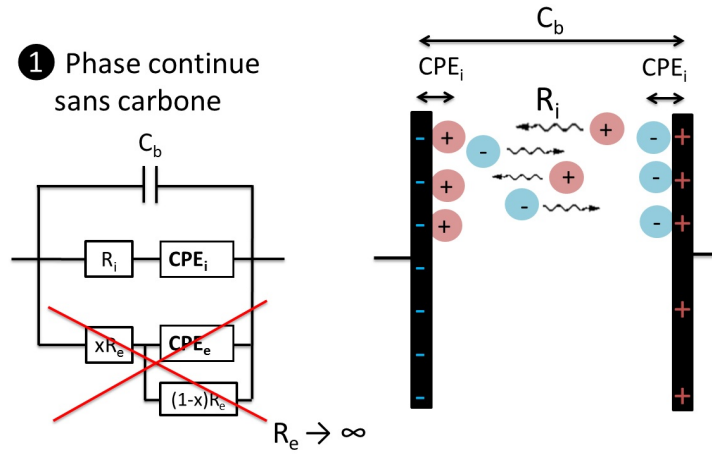 1 Phase continue
sans carbone
C_b
R_i CPE_i
xR_e CPE_e
(1-x)R_e
R_e → ∞
C_b
CPE_i CPE_i
R_i
- + - + - +
- + - + - +
- + - - +
-
- +
-
- +